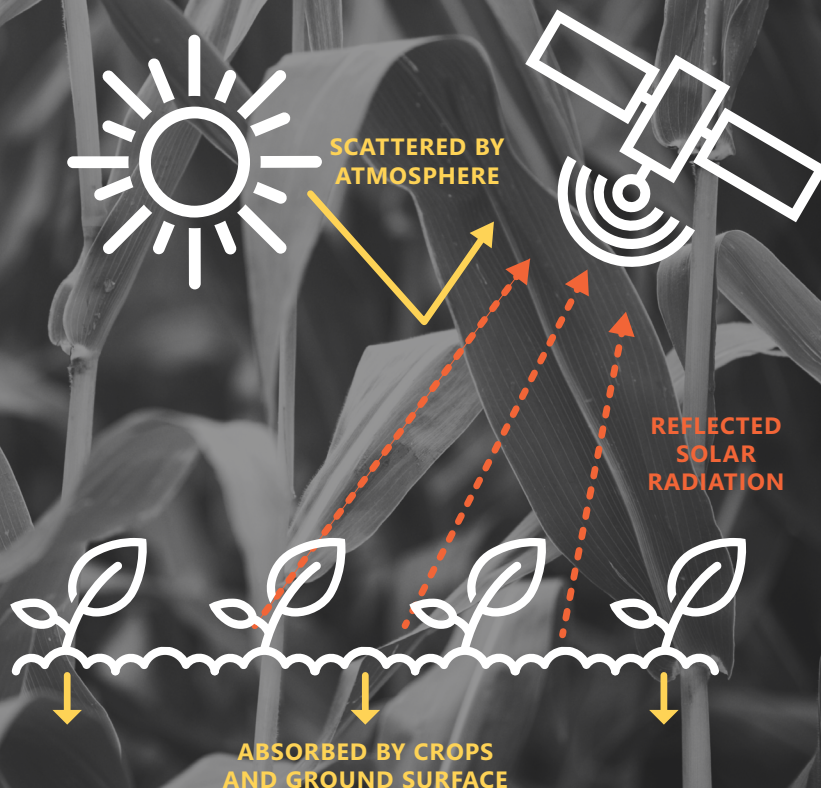 SCATTERED BY
ATMOSPHERE
REFLECTED
SOLAR
RADIATION
ABSORBED BY CROPS
AND GROUND SURFACE